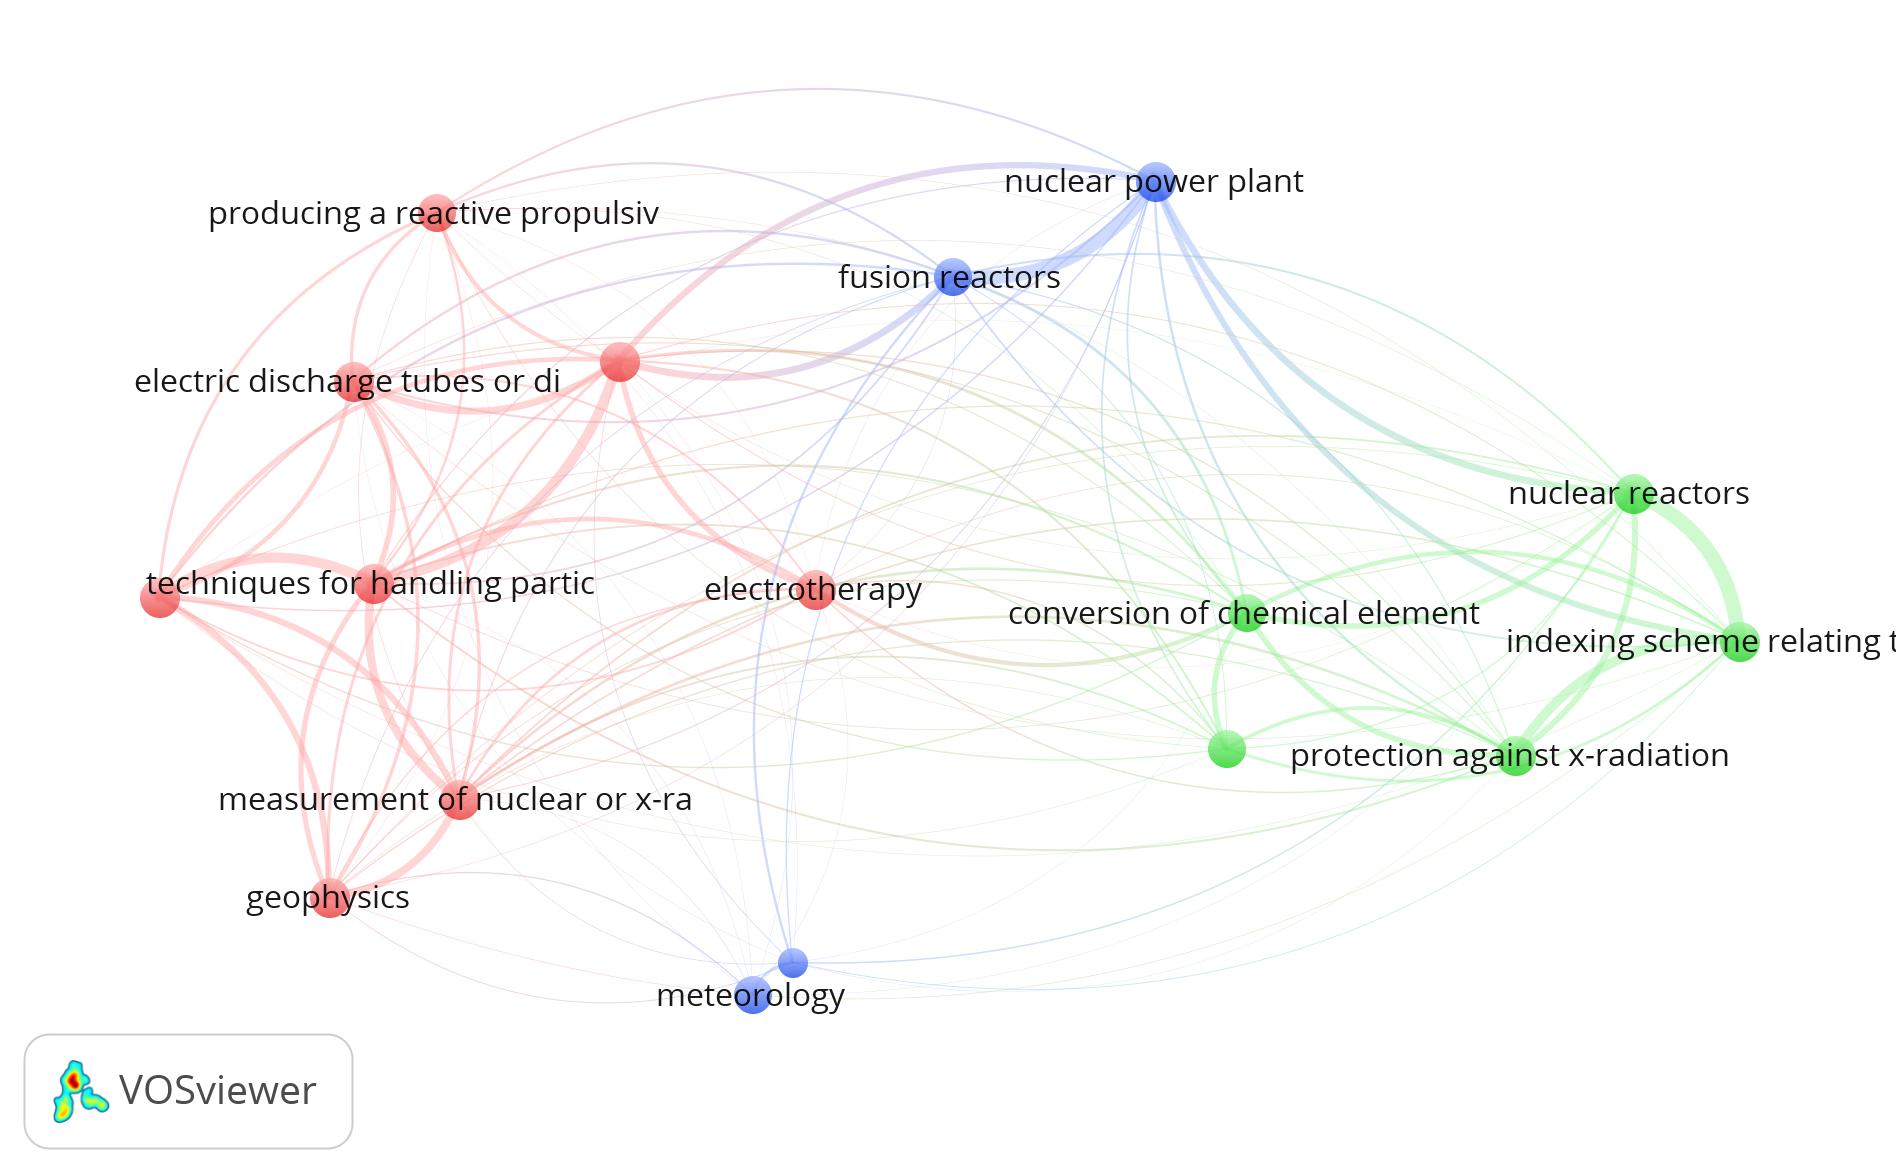 nuclear power plant
producing a reactive propulsiv
fusion reactors
electric discharge tubes or di
nuclear reactors
techniques for handling partic
electrotherapy
conversion of chemical element
indexing scheme relating t
protection against x-radiation
measurement of nuclear or x-ra
geophysics
meteorology
VOSviewer